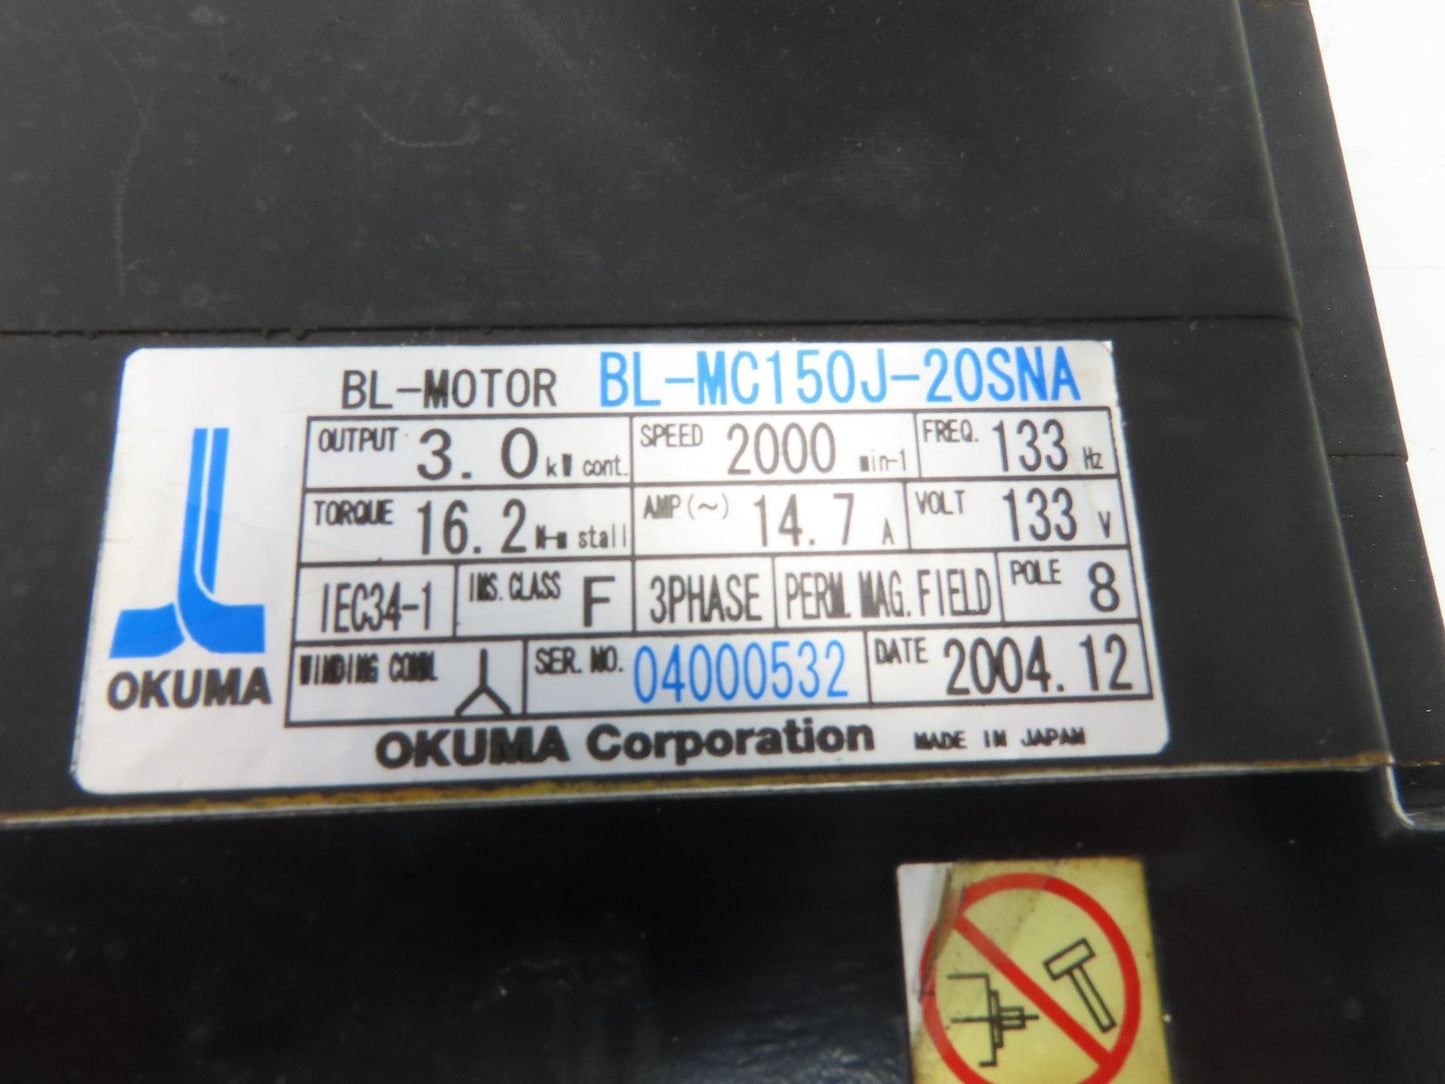 BL-MOTOR BL-MC150J-20SNA
OUTPUT 3.0 kW cont. SPEED 2000 min-1 FREQ. 133 Hz
TORQUE 16.2 N-m stall AMP(~) 14.7 A VOLT 133 V
IEC34-1 INS. CLASS F 3PHASE PERM. MAG. FIELD POLE 8
WINDING CONN. SER. NO. 04000532 DATE 2004.12
OKUMA
OKUMA Corporation MADE IN JAPAN